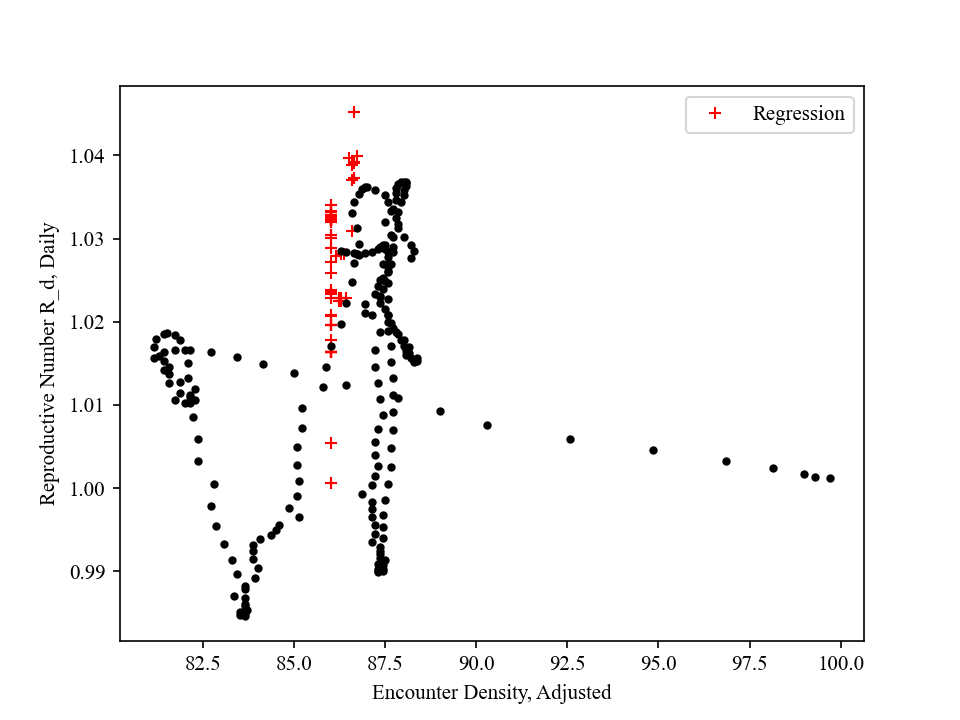 Regression
1.04
1.03
1.02
1.01
1.00
0.99
Reproductive Number R_d, Daily
82.5 85.0 87.5 90.0 92.5 95.0 97.5 100.0
Encounter Density, Adjusted